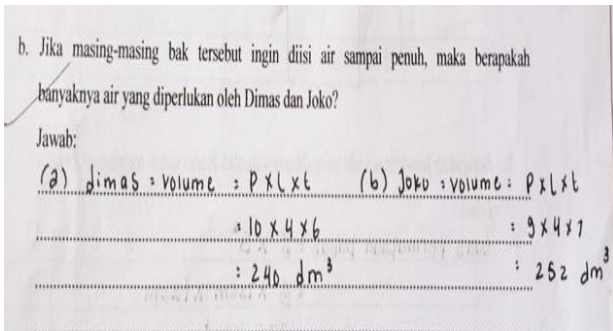 b. Jika masing-masing bak tersebut ingin diisi air sampai penuh, maka berapakah
banyaknya air yang diperlukan oleh Dimas dan Joko?
Jawab:
(a) dimas : volume : P x L x t (b) Joko : volume : P x L x t
: 10 x 4 x 6 : 9 x 4 x 7
: 240 dm³ : 252 dm³